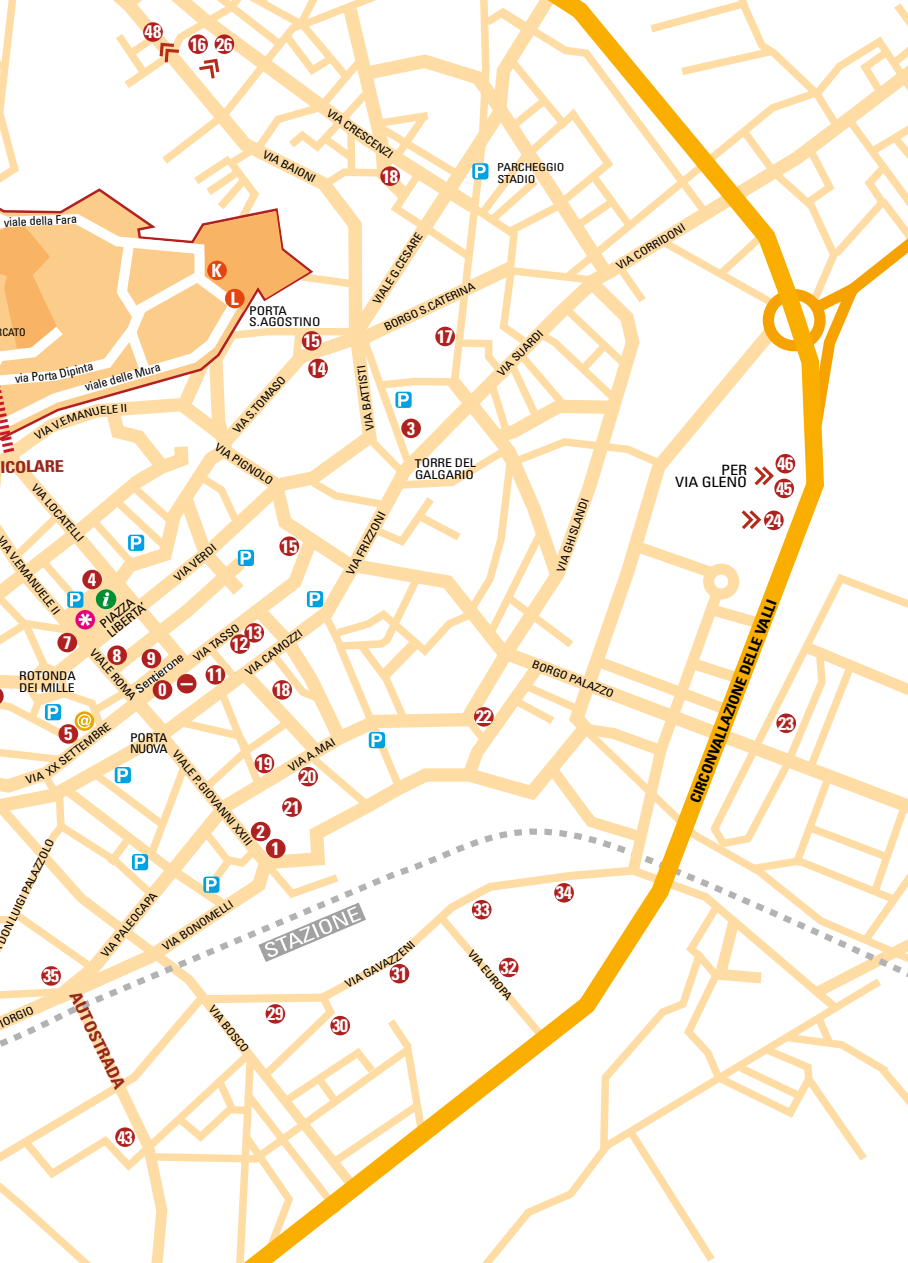 48
16
26
VIA CRESCENZI
VIA BAIONI
18
P
PARCHEGGIO
STADIO
viale della Fara
K
L
PORTA
S.AGOSTINO
VIALE G.CESARE
VIA CORRIDONI
RCATO
BORGO S.CATERINA
15
14
17
VIA SUARDI
via Porta Dipinta
viale delle Mura
VIA V.EMANUELE II
VIA S.TOMASO
VIA BATTISTI
P
3
ICOLARE
VIA PIGNOLO
TORRE DEL
GALGARIO
PER
VIA GLENO
46
45
24
VIA LOCATELLI
VIA V.EMANUELE II
P
VIA VERDI
P
15
VIA FRIZZONI
VIA GHISLANDI
4
P
i
*
PIAZZA
LIBERTA'
P
7
8
9
VIA TASSO
12
13
VIA CAMOZZI
VIALE ROMA
Sentierone
0
11
18
ROTONDA
DEI MILLE
P
@
5
VIA XX SETTEMBRE
PORTA
NUOVA
BORGO PALAZZO
22
23
CIRCONVALLAZIONE DELLE VALLI
P
VIALE P.GIOVANNI XXIII
19
VIA A.MAI
20
P
21
2
1
P
P
DON LUIGI PALAZZOLO
VIA PALEOCAPA
VIA BONOMELLI
STAZIONE
34
33
35
VIA GAVAZZENI
31
VIA EUROPA
32
IORGIO
AUTOSTRADA
VIA BOSCO
29
30
43